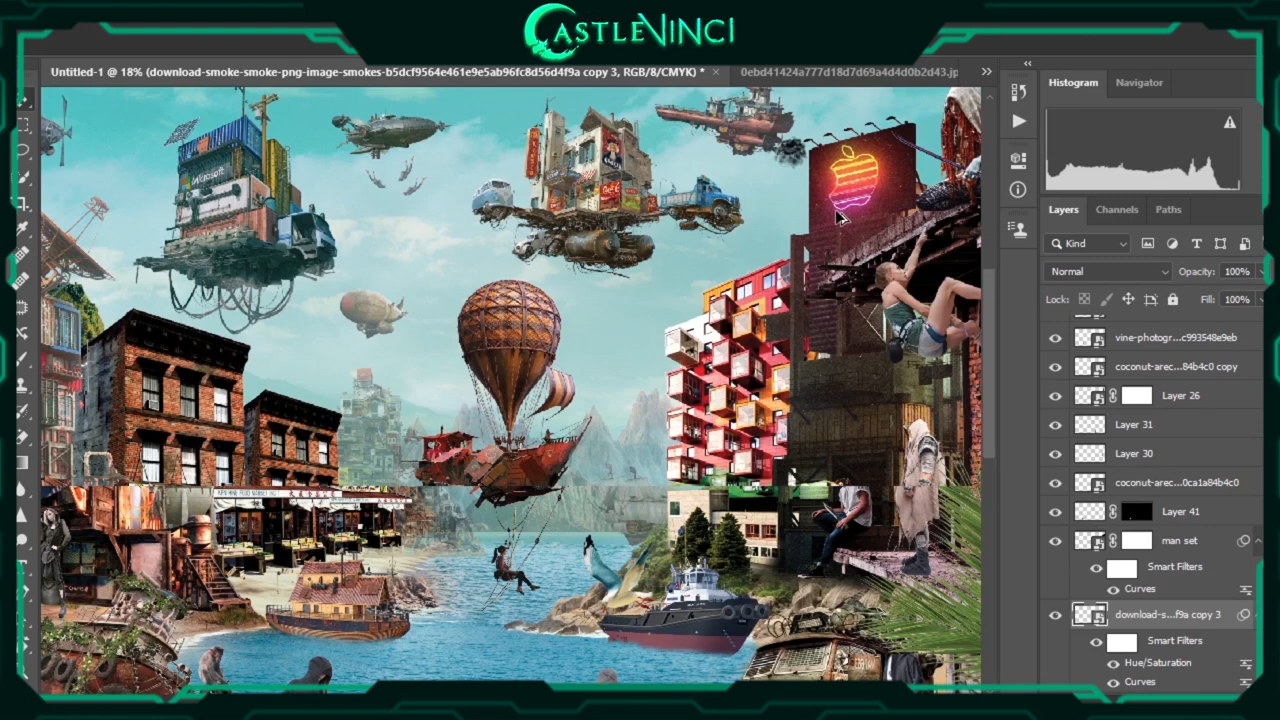 CASTLEVINCI
Untitled-1 @ 18% (download-smoke-smoke-png-image-smokes-b5dcf9564e461e9e5ab96fc8d56d4f9a copy 3, RGB/8/CMYK) *
0ebd41424a777d18d7d69a4d4d0b2d43.jp
Histogram
Navigator
Microsoft
Layers
Channels
Paths
Kind
Normal
Opacity: 100%
Lock:
Fill: 100%
vine-photogr...c993548e9eb
coconut-arec...84b4c0 copy
Layer 26
Layer 31
Layer 30
coconut-arec...0ca1a84b4c0
Layer 41
man set
Smart Filters
Curves
download-s...f9a copy 3
Smart Filters
Hue/Saturation
Curves